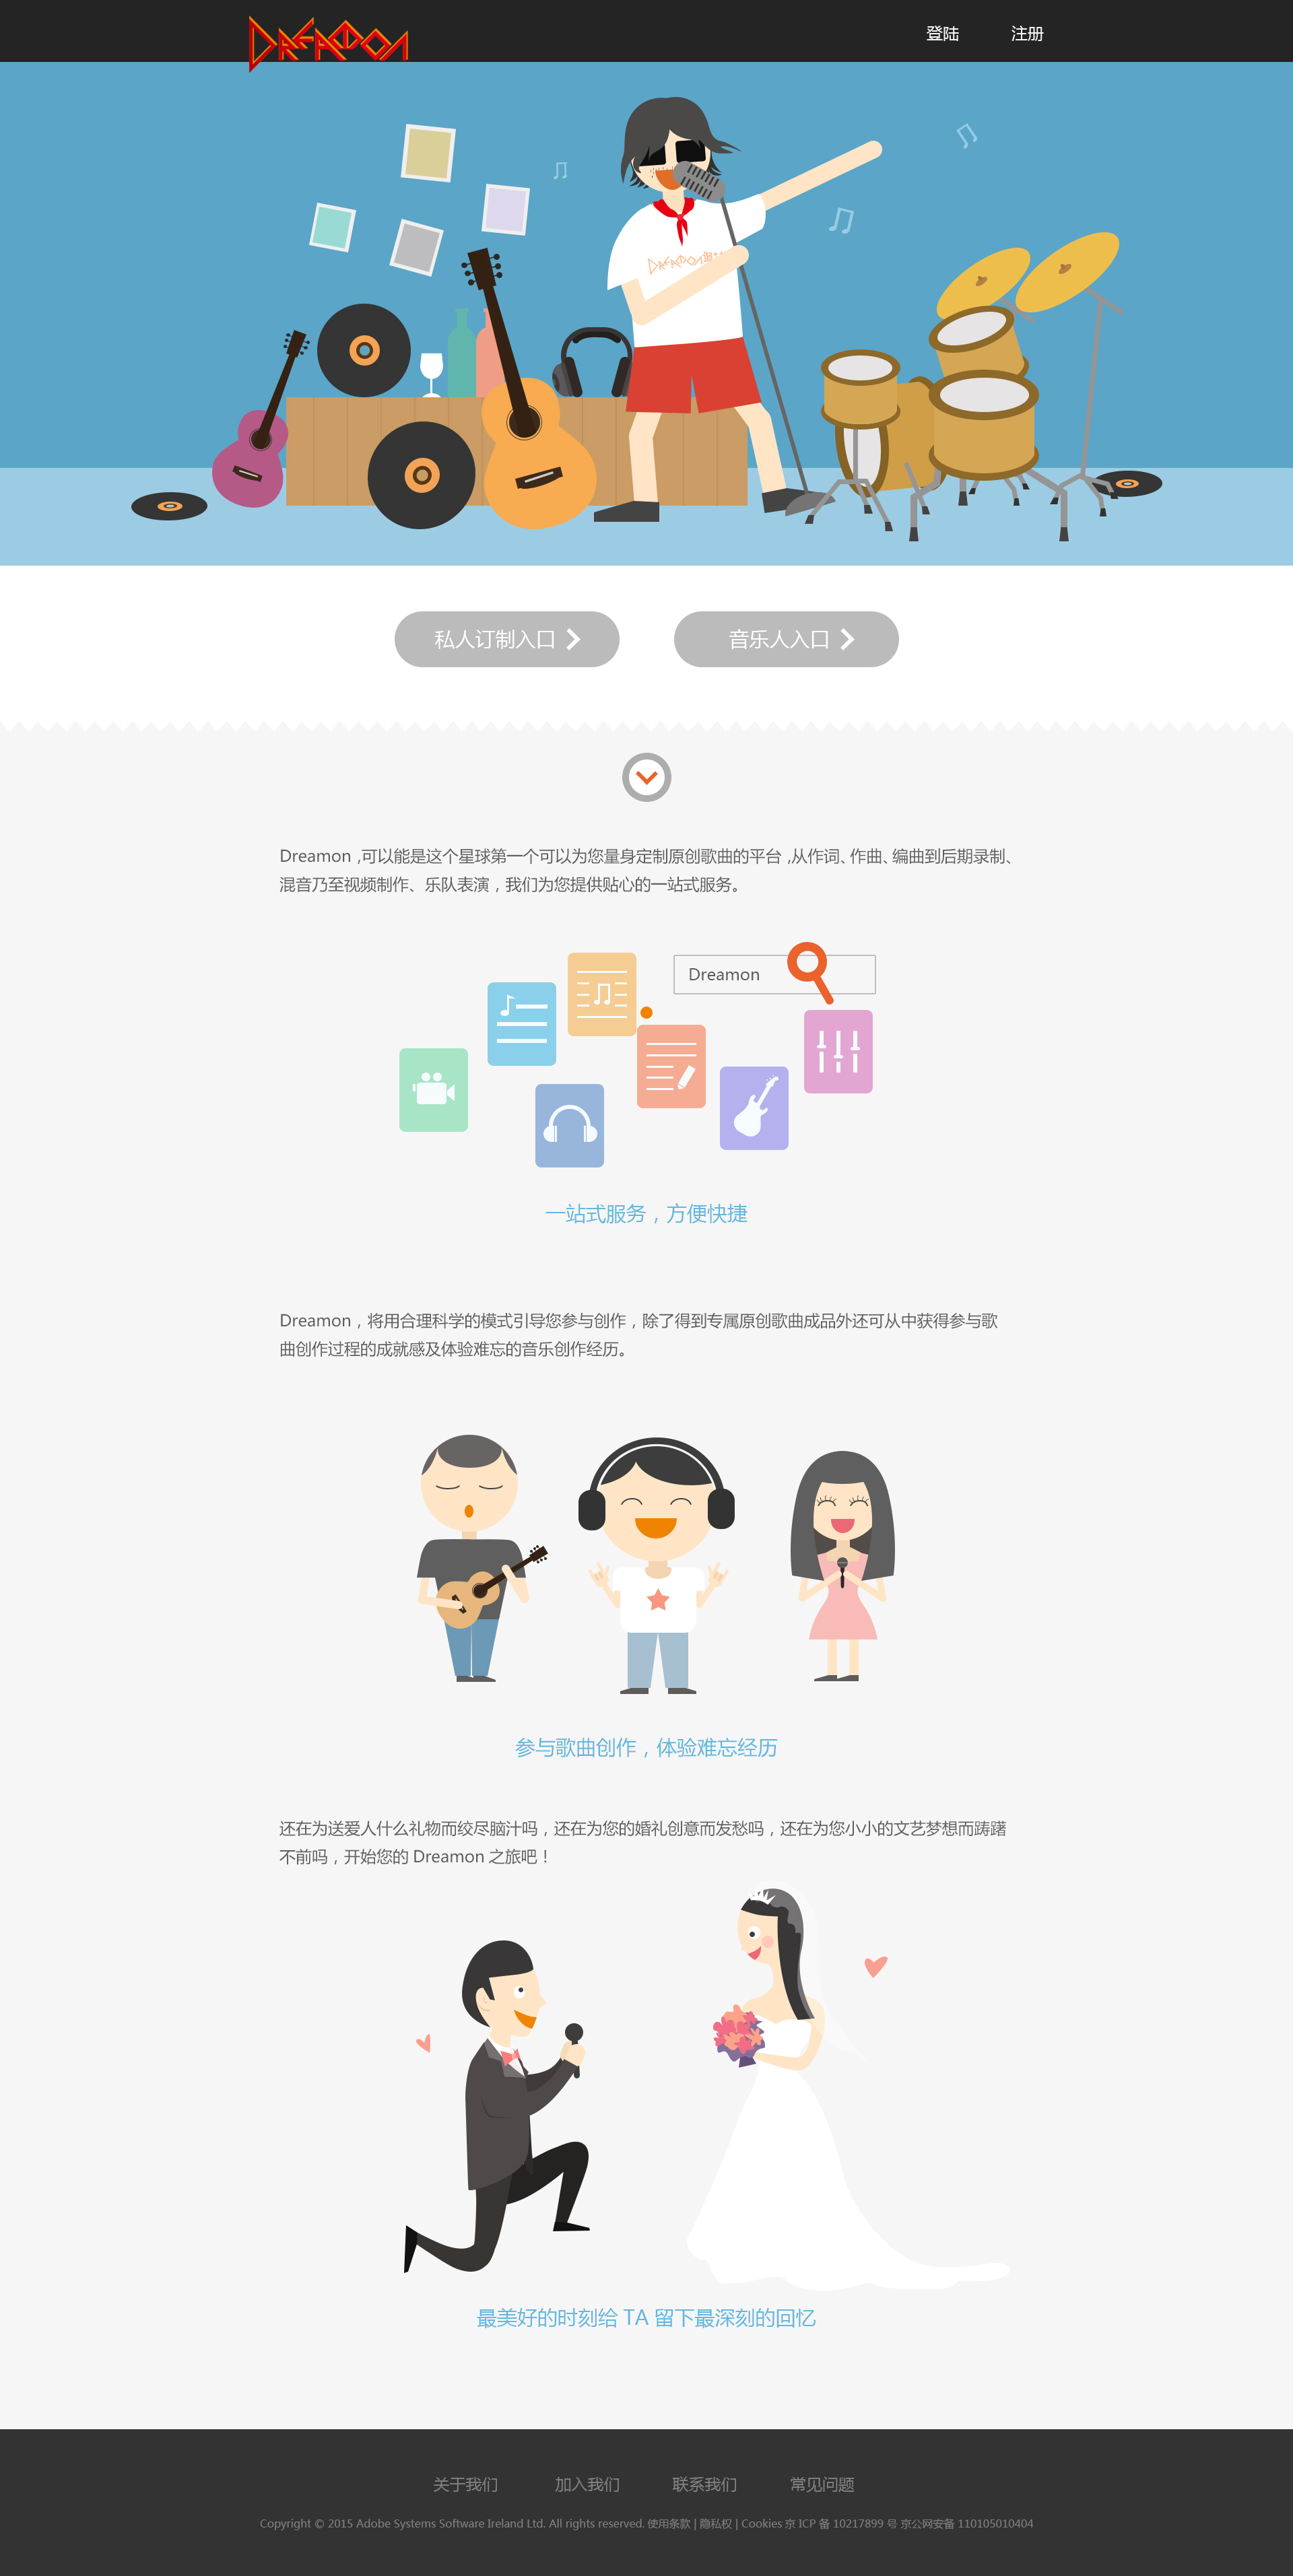 DREAMON
登陆 注册
DREAMON
私人订制入口 音乐人入口
Dreamon ,可以能是这个星球第一个可以为您量身定制原创歌曲的平台 ,从作词、作曲、编曲到后期录制、
混音乃至视频制作、乐队表演，我们为您提供贴心的一站式服务。
Dreamon
一站式服务，方便快捷
Dreamon，将用合理科学的模式引导您参与创作，除了得到专属原创歌曲成品外还可从中获得参与歌
曲创作过程的成就感及体验难忘的音乐创作经历。
参与歌曲创作，体验难忘经历
还在为送爱人什么礼物而绞尽脑汁吗，还在为您的婚礼创意而发愁吗，还在为您小小的文艺梦想而踌躇
不前吗，开始您的 Dreamon 之旅吧！
最美好的时刻给 TA 留下最深刻的回忆
关于我们 加入我们 联系我们 常见问题
Copyright © 2015 Adobe Systems Software Ireland Ltd. All rights reserved. 使用条款 | 隐私权 | Cookies 京 ICP 备 10217899 号 京公网安备 110105010404